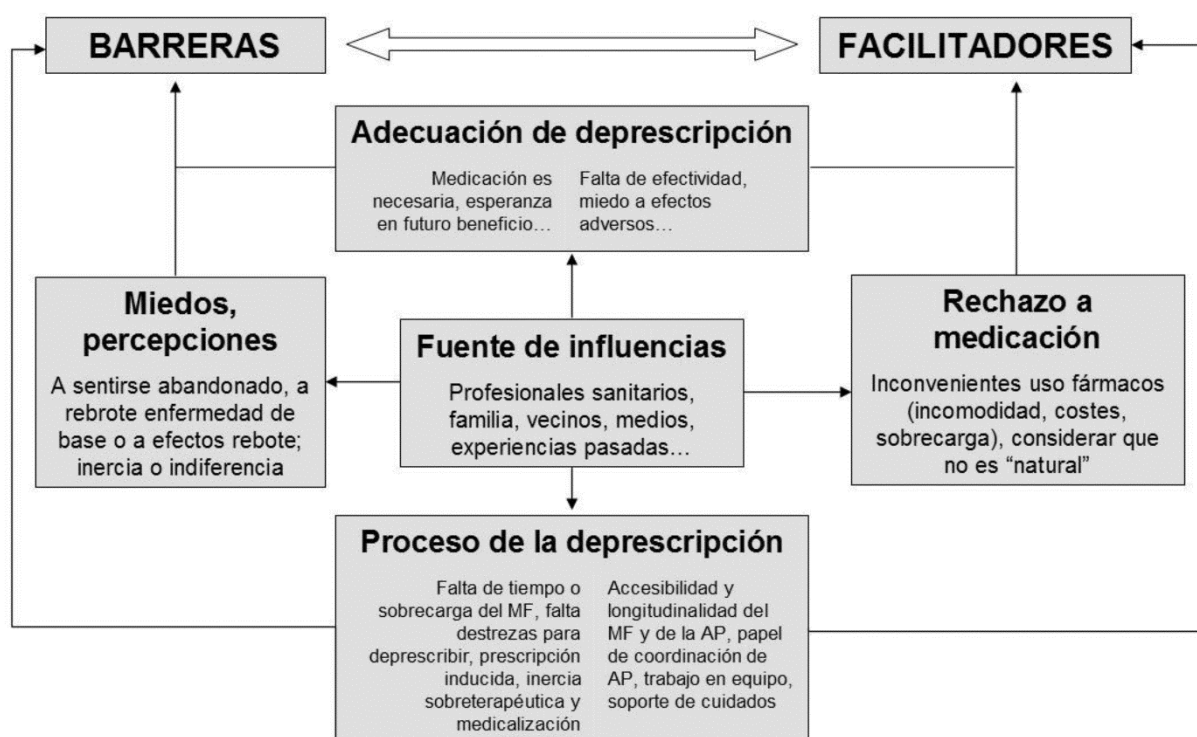 BARRERAS
FACILITADORES
Adecuación de deprescripción
Medicación es
necesaria, esperanza
en futuro beneficio…
Falta de efectividad,
miedo a efectos
adversos…
Miedos,
percepciones
A sentirse abandonado, a
rebrote enfermedad de
base o a efectos rebote;
inercia o indiferencia
Fuente de influencias
Profesionales sanitarios,
familia, vecinos, medios,
experiencias pasadas…
Rechazo a
medicación
Inconvenientes uso fármacos
(incomodidad, costes,
sobrecarga), considerar que
no es “natural”
Proceso de la deprescripción
Falta de tiempo o
sobrecarga del MF, falta
destrezas para
deprescribir, prescripción
inducida, inercia
sobreterapéutica y
medicalización
Accesibilidad y
longitudinalidad del
MF y de la AP, papel
de coordinación de
AP, trabajo en equipo,
soporte de cuidados